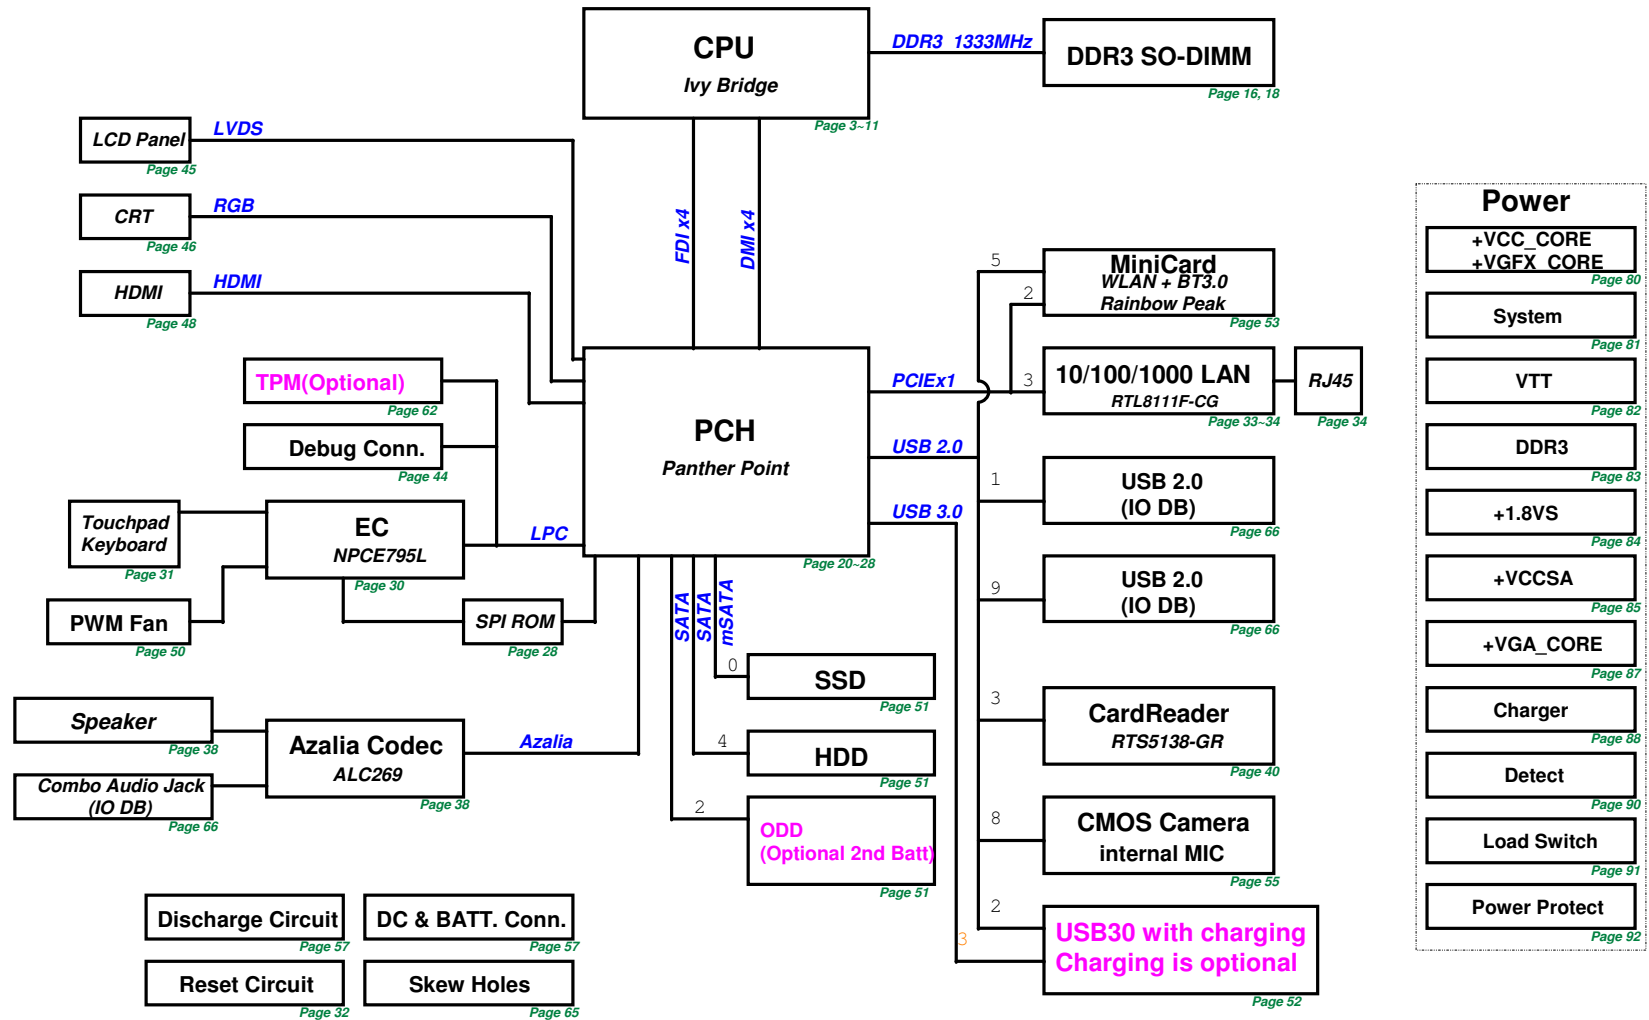 CPU
Ivy Bridge
Page 3~11
DDR3 1333MHz
DDR3 SO-DIMM
Page 16, 18
LCD Panel
LVDS
Page 45
CRT
RGB
Page 46
HDMI
HDMI
Page 48
FDI x4
DMI x4
TPM(Optional)
Page 62
Debug Conn.
Page 44
Touchpad
Keyboard
Page 31
EC
NPCE795L
Page 30
LPC
PWM Fan
Page 50
SPI ROM
Page 28
PCH
Panther Point
Page 20~28
PCIEx1
USB 2.0
USB 3.0
5
2
MiniCard
WLAN + BT3.0
Rainbow Peak
Page 53
3
10/100/1000 LAN
RTL8111F-CG
Page 33~34
RJ45
Page 34
1
USB 2.0
(IO DB)
Page 66
9
USB 2.0
(IO DB)
Page 66
3
CardReader
RTS5138-GR
Page 40
8
CMOS Camera
internal MIC
Page 55
2
3
USB30 with charging
Charging is optional
Page 52
SATA
SATA
mSATA
0
SSD
Page 51
4
HDD
Page 51
2
ODD
(Optional 2nd Batt)
Page 51
Speaker
Page 38
Combo Audio Jack
(IO DB)
Page 66
Azalia Codec
ALC269
Page 38
Azalia
Discharge Circuit
Page 57
DC & BATT. Conn.
Page 57
Reset Circuit
Page 32
Skew Holes
Page 65
Power
+VCC_CORE
+VGFX_CORE
Page 80
System
Page 81
VTT
Page 82
DDR3
Page 83
+1.8VS
Page 84
+VCCSA
Page 85
+VGA_CORE
Page 87
Charger
Page 88
Detect
Page 90
Load Switch
Page 91
Power Protect
Page 92